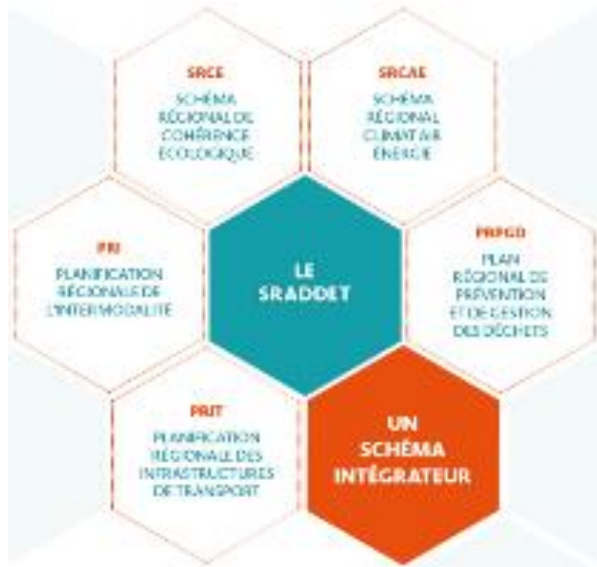 SRCE
SCHÉMA
RÉGIONAL DE
COHÉRENCE
ECOLOGIQUE
SRCAE
SCHÉMA
RÉGIONAL
CLIMAT AIR
ÉNERGIE
PRI
PLANIFICATION
RÉGIONALE DE
L'INTERMODALITÉ
LE
SRADDET
PRPGD
PLAN
RÉGIONAL DE
PRÉVENTION
ET DE GESTION
DES DÉCHETS
PRIT
PLANIFICATION
RÉGIONALE DES
INFRASTRUCTURES
DE TRANSPORT
UN
SCHÉMA
INTÉGRATEUR